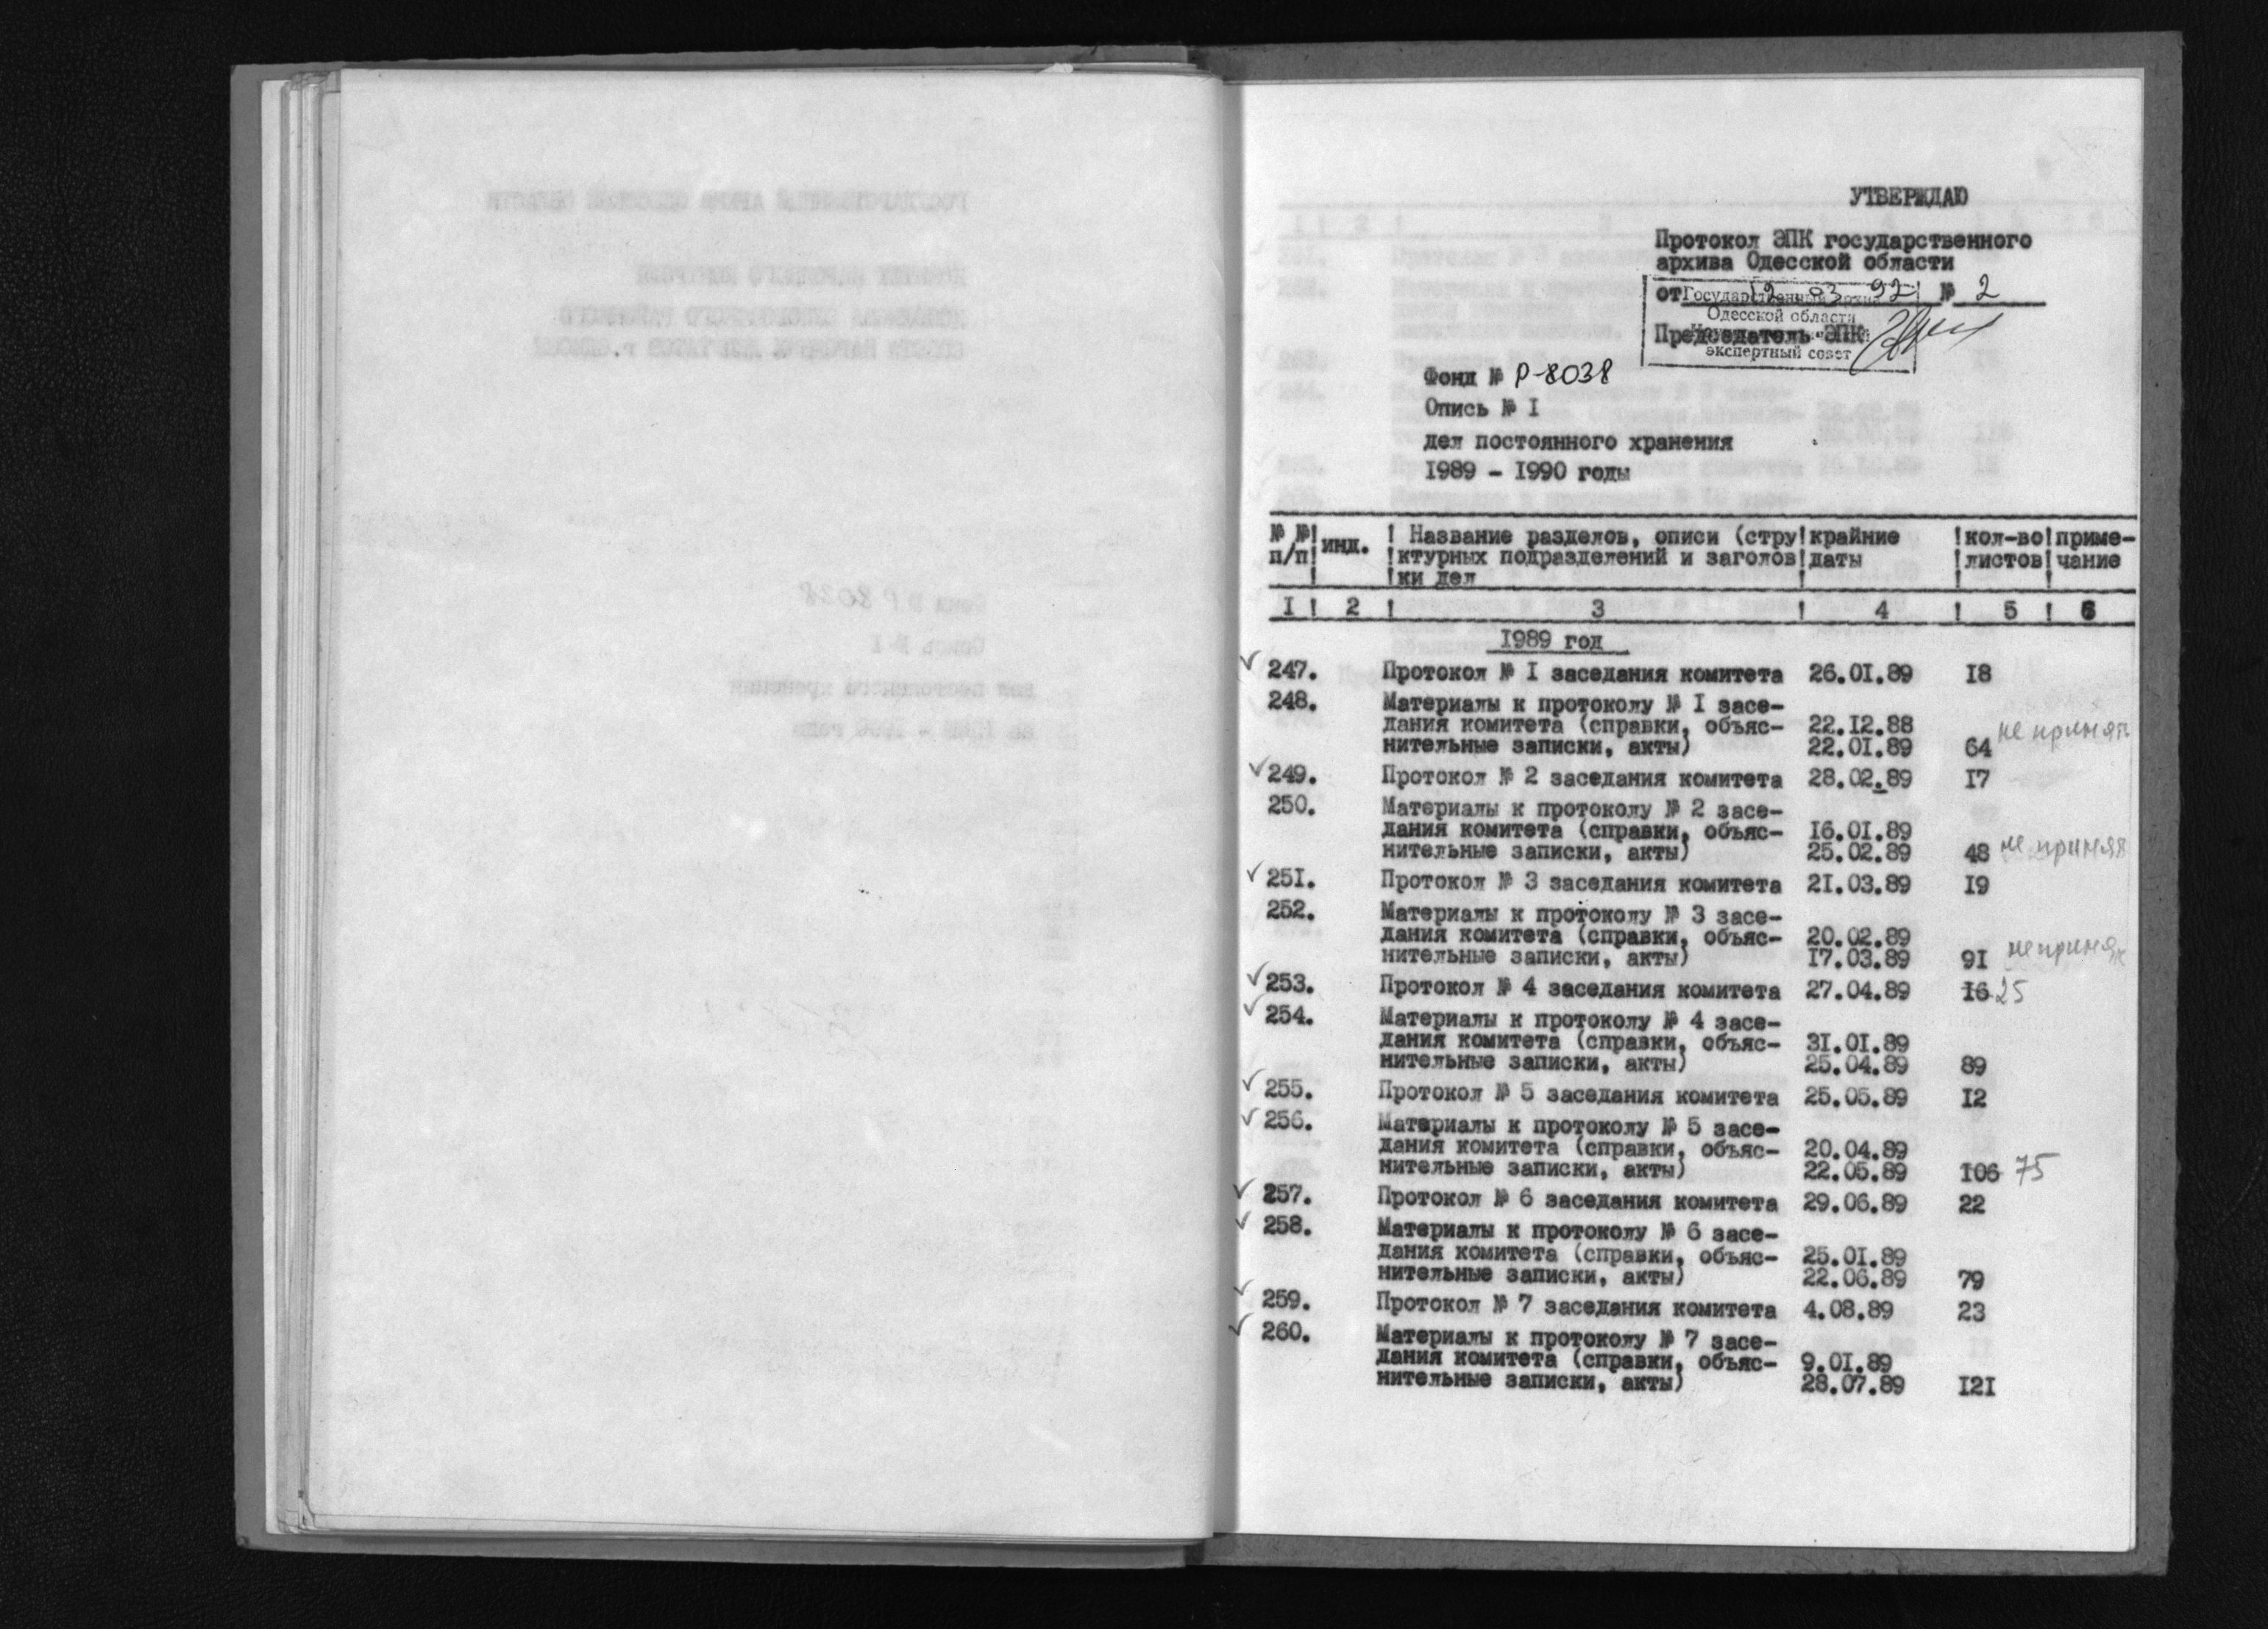 УТВЕРЖДАЮ
Протокол ЭПК государственного
архива Одесской области
от 12 03 92 № 2
Государственный архив
Одесской области
Председатель ЭПК
экспертный совет
Фонд № Р-8038
Опись № I
дел постоянного хранения
1989 - 1990 годы
№ №! инд. ! Название разделов, описи (стру!крайние !кол-во!приме-
п/п! !ктурных подразделений и заголов!даты !листов!чание
! !ки дел ! ! !
I ! 2 ! 3 ! 4 ! 5 ! 6
1989 год
✓ 247. Протокол № I заседания комитета 26.01.89 18
248. Материалы к протоколу № I засе-
дания комитета (справки, объяс- 22.12.88
нительные записки, акты) 22.01.89 64 не принят
✓ 249. Протокол № 2 заседания комитета 28.02.89 17
250. Материалы к протоколу № 2 засе-
дания комитета (справки, объяс- 16.01.89
нительные записки, акты) 25.02.89 48 не принят
✓ 251. Протокол № 3 заседания комитета 21.03.89 19
252. Материалы к протоколу № 3 засе-
дания комитета (справки, объяс- 20.02.89
нительные записки, акты) 17.03.89 91 не принят
✓ 253. Протокол № 4 заседания комитета 27.04.89 16 25
✓ 254. Материалы к протоколу № 4 засе-
дания комитета (справки, объяс- 31.01.89
нительные записки, акты) 25.04.89 89
✓ 255. Протокол № 5 заседания комитета 25.05.89 12
✓ 256. Материалы к протоколу № 5 засе-
дания комитета (справки, объяс- 20.04.89
нительные записки, акты) 22.05.89 106 75
✓ 257. Протокол № 6 заседания комитета 29.06.89 22
✓ 258. Материалы к протоколу № 6 засе-
дания комитета (справки, объяс- 25.01.89
нительные записки, акты) 22.06.89 79
✓ 259. Протокол № 7 заседания комитета 4.08.89 23
✓ 260. Материалы к протоколу № 7 засе-
дания комитета (справки, объяс- 9.01.89
нительные записки, акты) 28.07.89 121